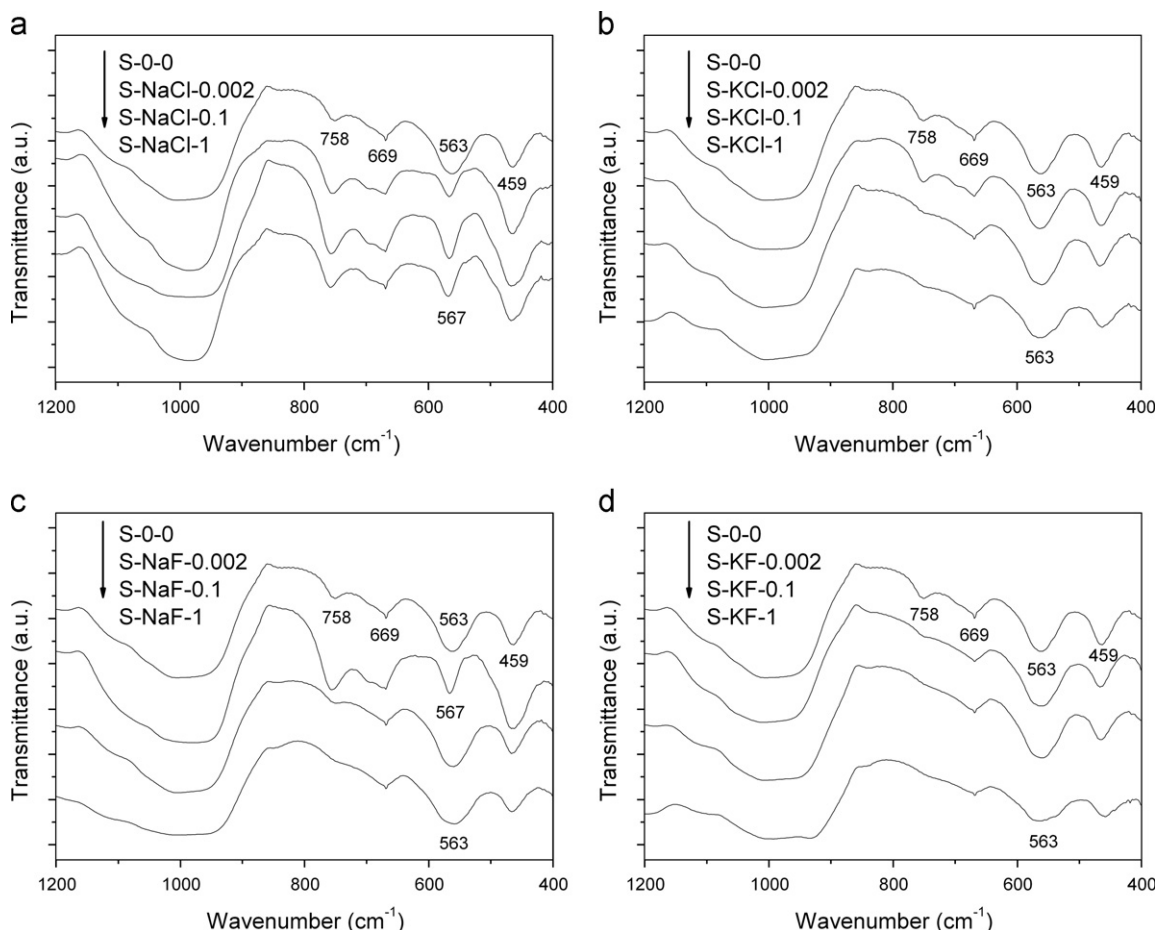 a
S-0-0
S-NaCl-0.002
S-NaCl-0.1
S-NaCl-1
758
669
563
459
567
Transmittance (a.u.)
1200 1000 800 600 400
Wavenumber (cm⁻¹)
b
S-0-0
S-KCl-0.002
S-KCl-0.1
S-KCl-1
758
669
563
459
563
Transmittance (a.u.)
1200 1000 800 600 400
Wavenumber (cm⁻¹)
c
S-0-0
S-NaF-0.002
S-NaF-0.1
S-NaF-1
758
669
563
459
567
563
Transmittance (a.u.)
1200 1000 800 600 400
Wavenumber (cm⁻¹)
d
S-0-0
S-KF-0.002
S-KF-0.1
S-KF-1
758
669
563
459
563
Transmittance (a.u.)
1200 1000 800 600 400
Wavenumber (cm⁻¹)